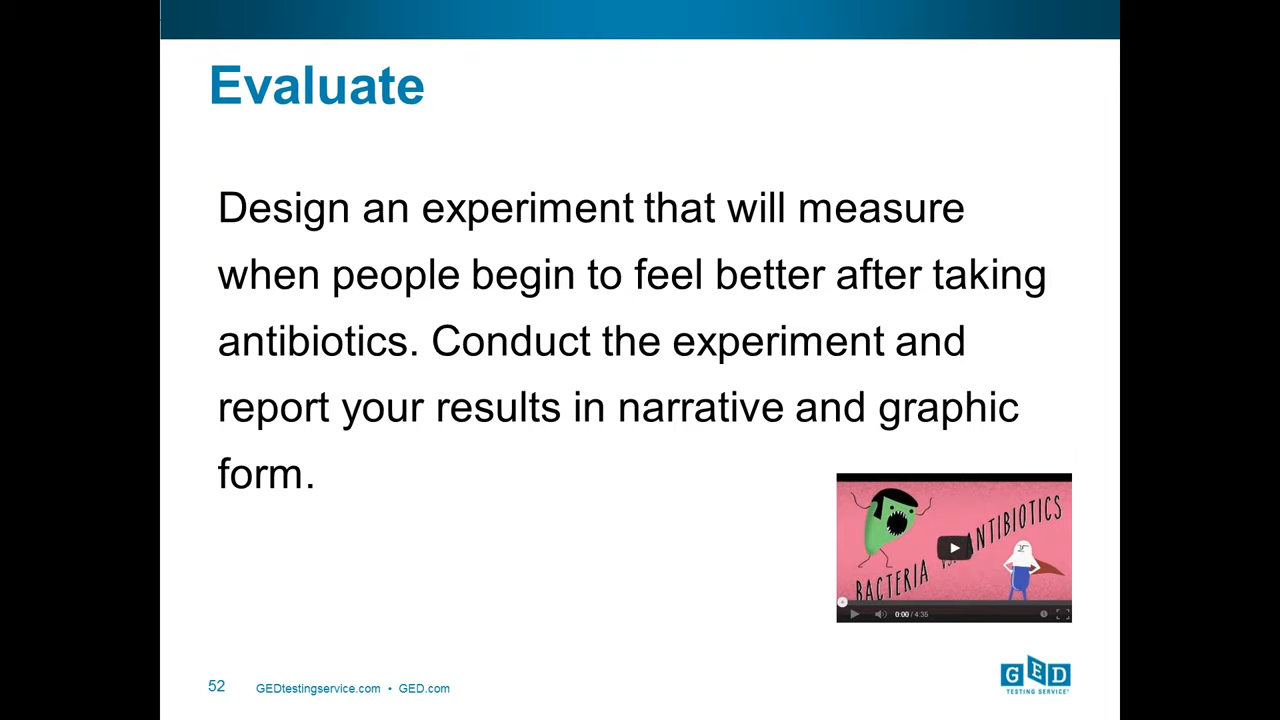 Evaluate
Design an experiment that will measure
when people begin to feel better after taking
antibiotics. Conduct the experiment and
report your results in narrative and graphic
form.
BACTERIA vs. ANTIBIOTICS
0:00 / 4:35
52 GEDtestingservice.com • GED.com
GED
TESTING SERVICE®